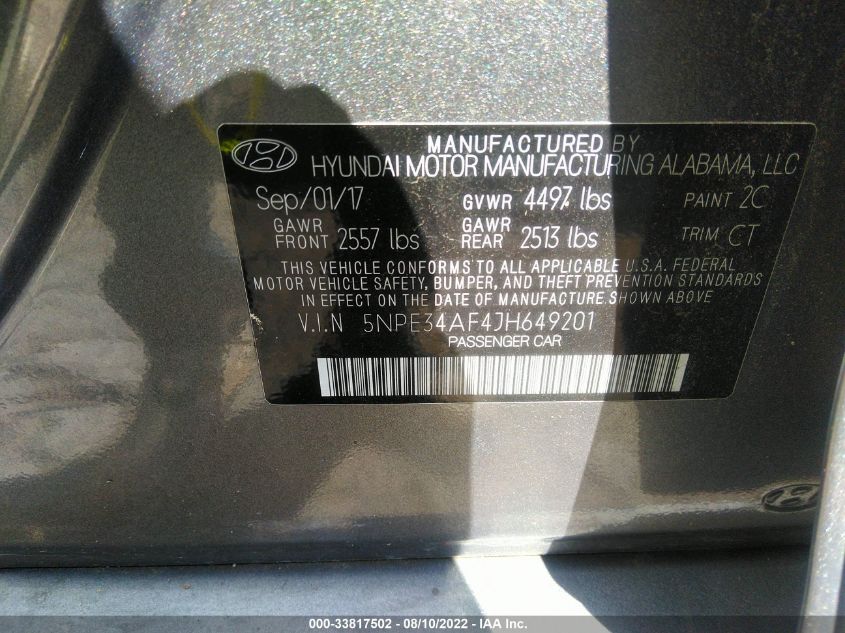 MANUFACTURED BY
HYUNDAI MOTOR MANUFACTURING ALABAMA, LLC
Sep/01/17 GVWR 4497 lbs PAINT 2C
GAWR FRONT 2557 lbs GAWR REAR 2513 lbs TRIM CT
THIS VEHICLE CONFORMS TO ALL APPLICABLE U.S.A. FEDERAL
MOTOR VEHICLE SAFETY, BUMPER, AND THEFT PREVENTION STANDARDS
IN EFFECT ON THE DATE OF MANUFACTURE SHOWN ABOVE
V.I.N 5NPE34AF4JH649201
PASSENGER CAR
000-33817502 - 08/10/2022 - IAA Inc.